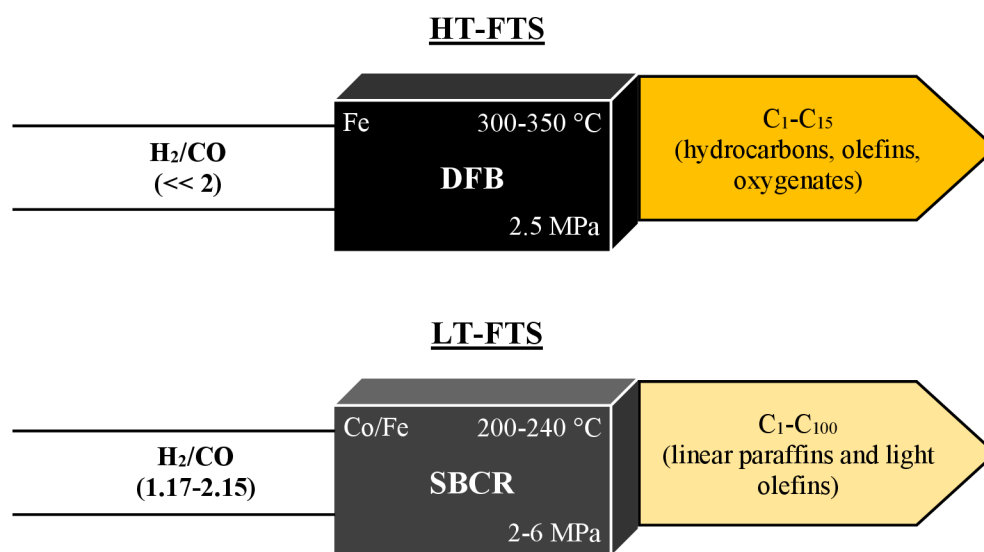 HT-FTS
H₂/CO
(<< 2)
Fe 300-350 °C
DFB
2.5 MPa
C₁-C₁₅
(hydrocarbons, olefins,
oxygenates)
LT-FTS
H₂/CO
(1.17-2.15)
Co/Fe 200-240 °C
SBCR
2-6 MPa
C₁-C₁₀₀
(linear paraffins and light
olefins)